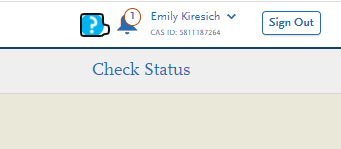 ?
1
Emily Kiresich
Sign Out
CAS ID: 5811187264
Check Status